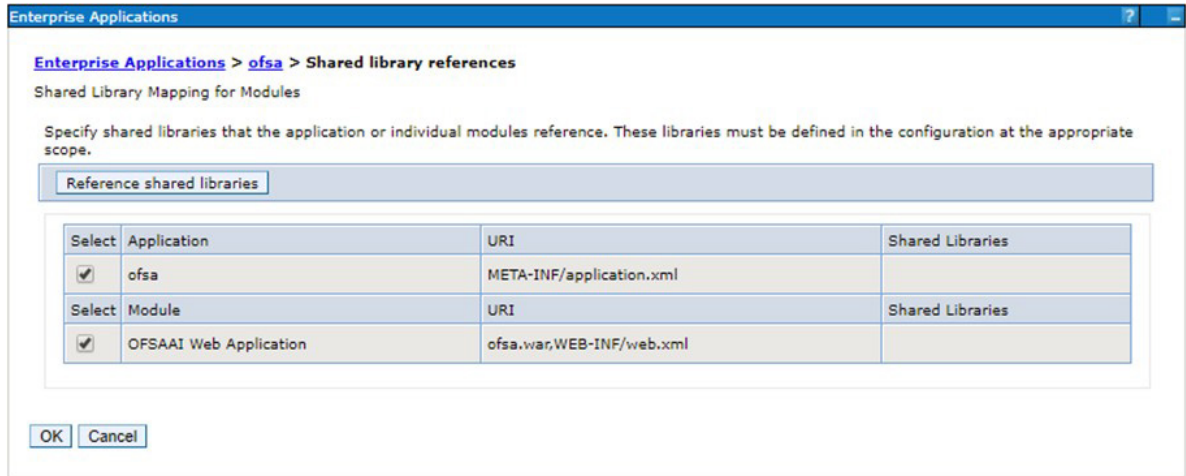 Enterprise Applications ? -
Enterprise Applications > ofsa > Shared library references
Shared Library Mapping for Modules
Specify shared libraries that the application or individual modules reference. These libraries must be defined in the configuration at the appropriate
scope.
Reference shared libraries
Select Application URI Shared Libraries
ofsa META-INF/application.xml
Select Module URI Shared Libraries
OFSAAI Web Application ofsa.war,WEB-INF/web.xml
OK Cancel